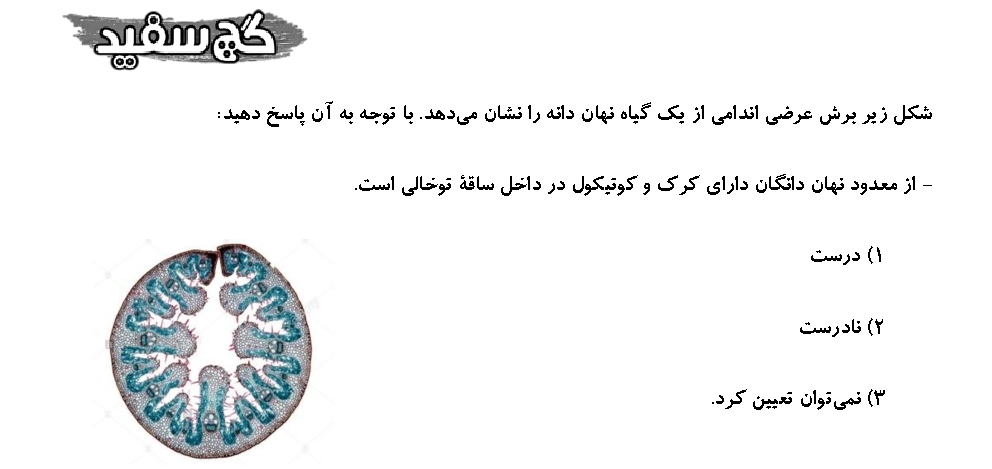 گچ سفید
شکل زیر برش عرضی اندامی از یک گیاه نهان دانه را نشان می‌دهد. با توجه به آن پاسخ دهید:
- از معدود نهان دانگان دارای کرک و کوتیکول در داخل ساقهٔ توخالی است.
۱) درست
۲) نادرست
۳) نمی‌توان تعیین کرد.